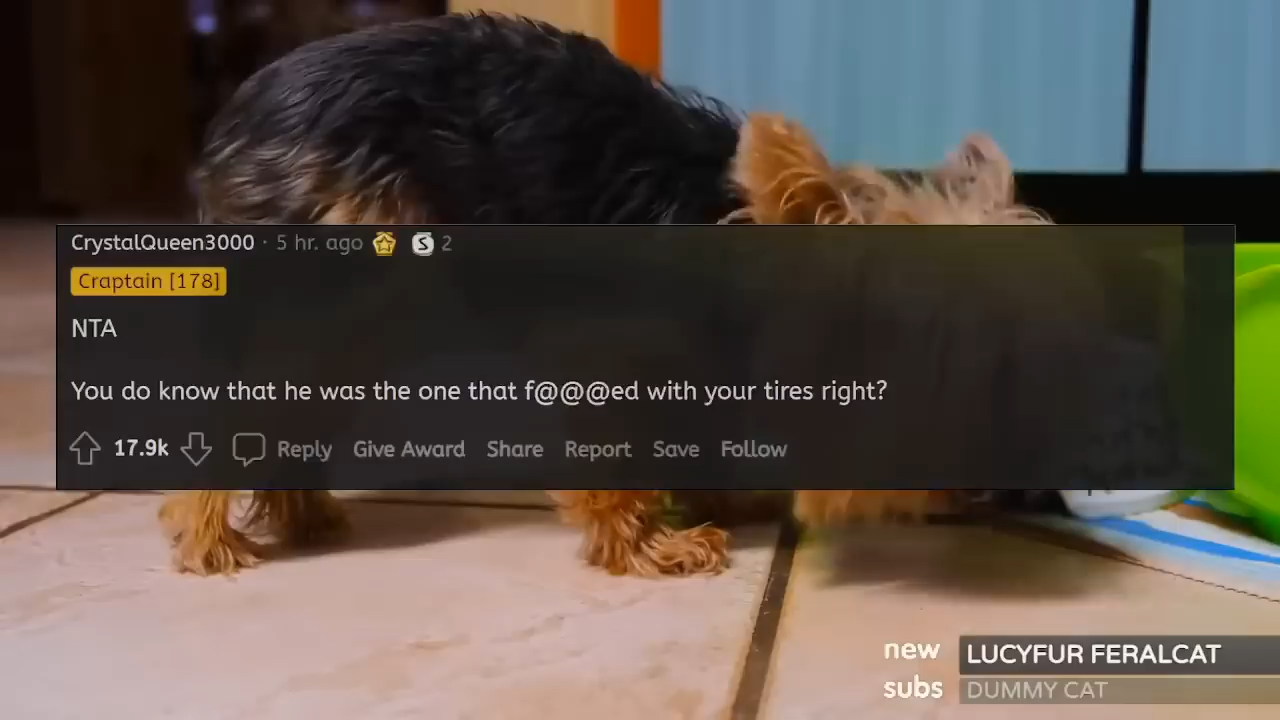 CrystalQueen3000 · 5 hr. ago 2
Craptain [178]
NTA
You do know that he was the one that f@@@ed with your tires right?
17.9k Reply Give Award Share Report Save Follow
new LUCYFUR FERALCAT
subs DUMMY CAT